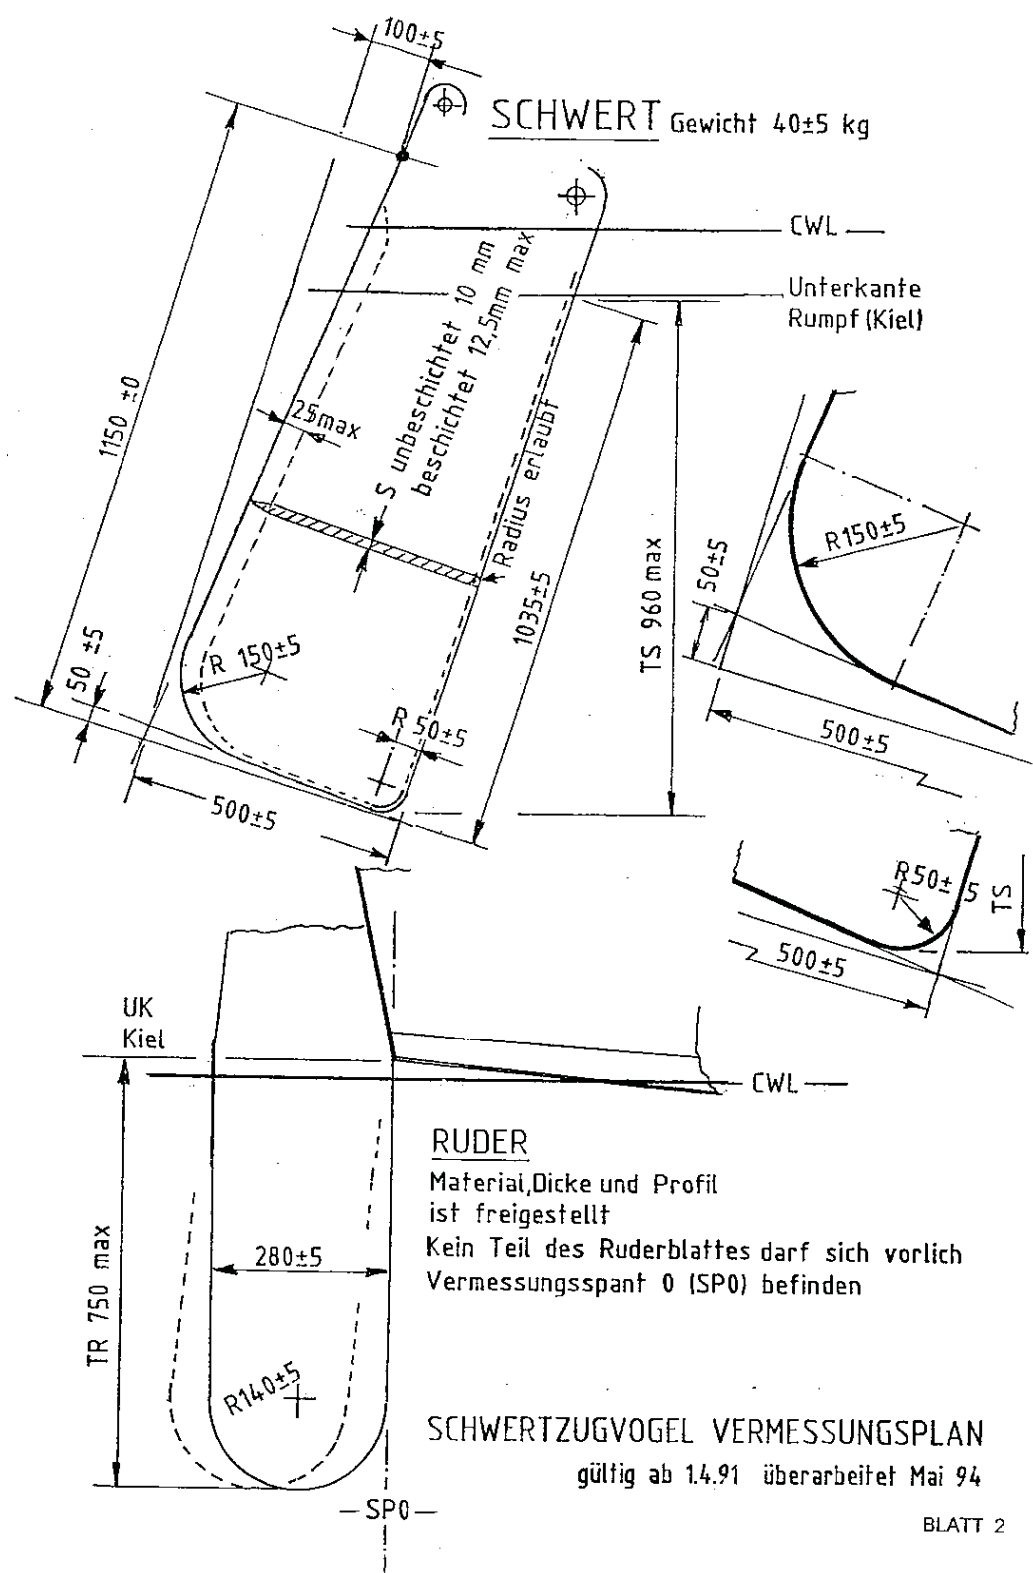 100±5
SCHWERT Gewicht 40±5 kg
CWL
Unterkante
Rumpf (Kiel)
S unbeschichtet 10 mm
beschichtet 12,5mm max
1150 ±0
25max
Radius erlaubt
1035±5
TS 960 max
R150±5
50±5
500±5
50 ±5
R 150±5
R 50±5
500±5
R50±5
TS
500±5
UK
Kiel
CWL
RUDER
Material,Dicke und Profil
ist freigestellt
Kein Teil des Ruderblattes darf sich vorlich
Vermessungsspant 0 (SP0) befinden
280±5
TR 750 max
R140±5
SCHWERTZUGVOGEL VERMESSUNGSPLAN
gültig ab 1.4.91 überarbeitet Mai 94
SP0
BLATT 2